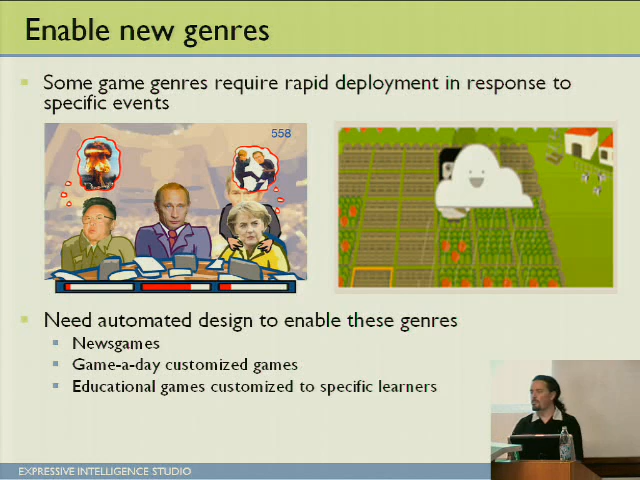 Enable new genres
Some game genres require rapid deployment in response to
specific events
558
Need automated design to enable these genres
Newsgames
Game-a-day customized games
Educational games customized to specific learners
EXPRESSIVE INTELLIGENCE STUDIO